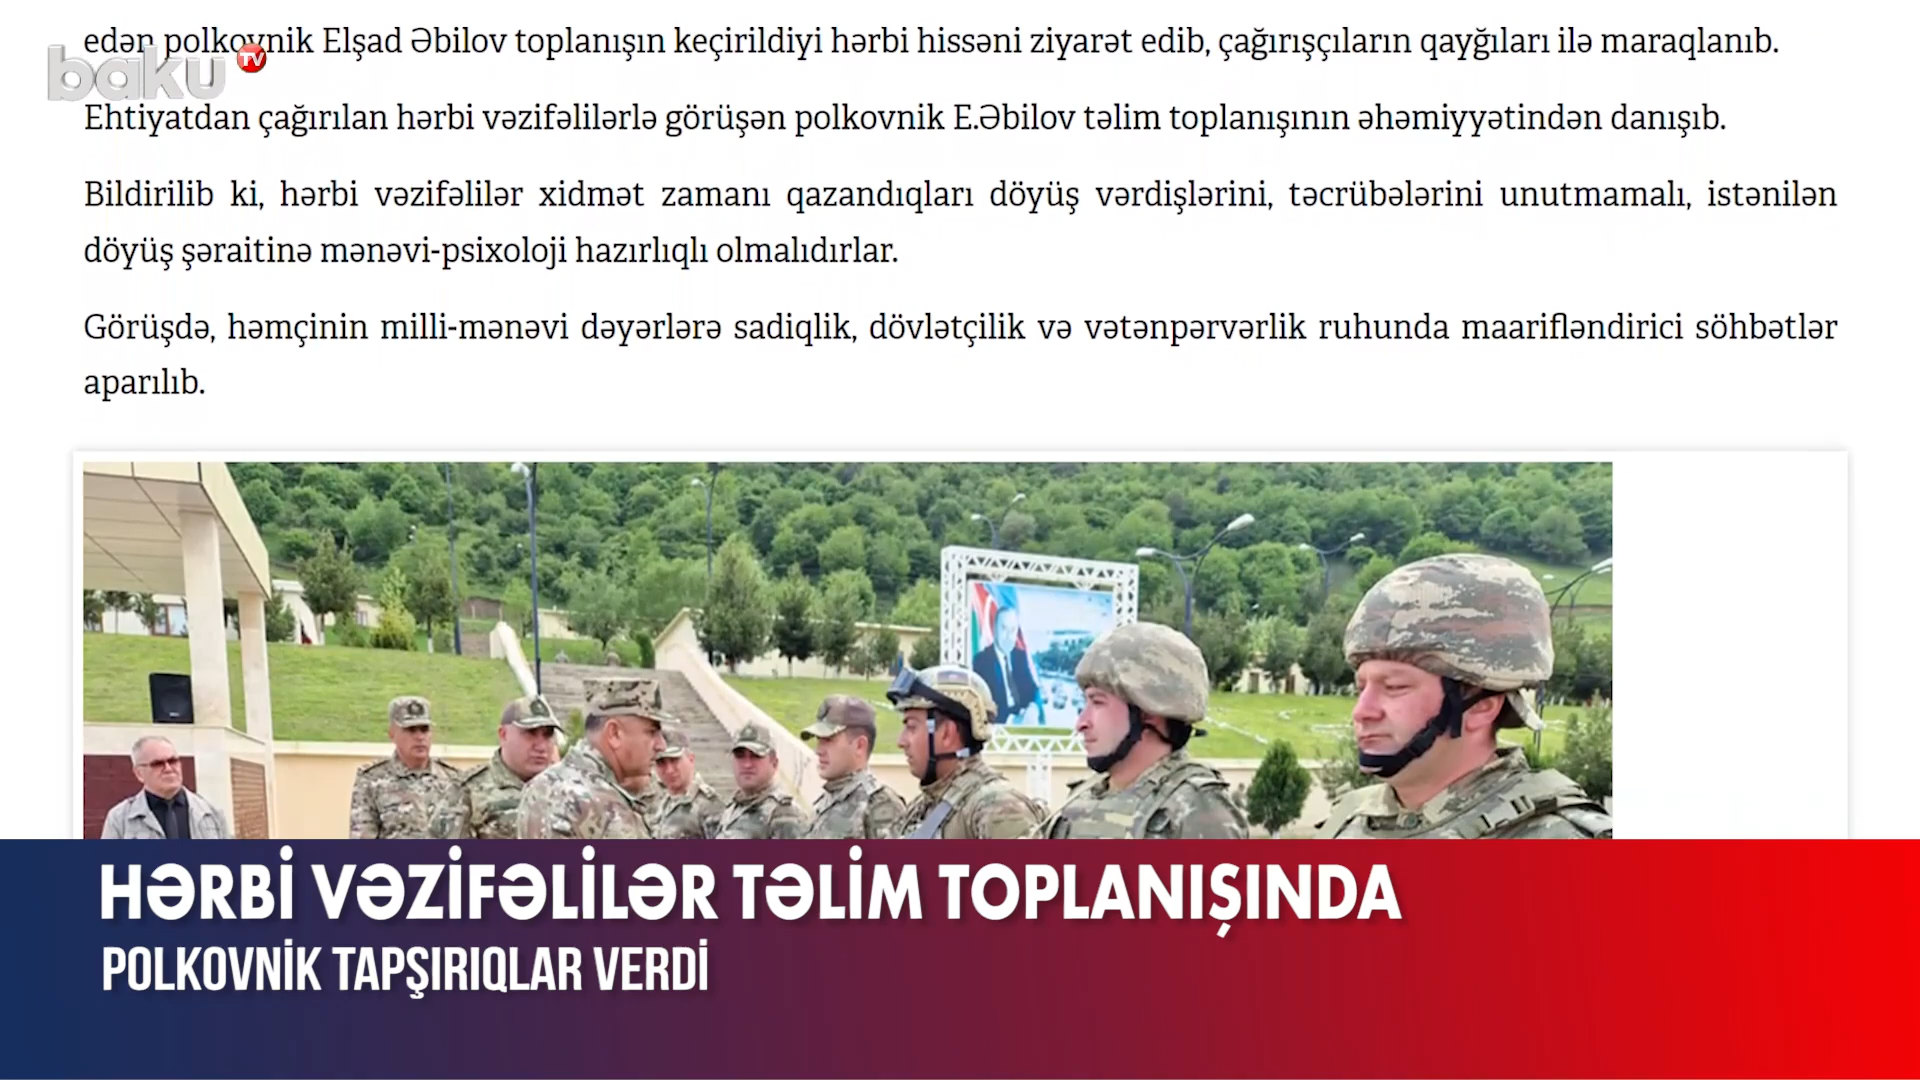 edən polkovnik Elşad Əbilov toplanışın keçirildiyi hərbi hissəni ziyarət edib, çağırışçıların qayğıları ilə maraqlanıb.
baku TV
Ehtiyatdan çağırılan hərbi vəzifəlilərlə görüşən polkovnik E.Əbilov təlim toplanışının əhəmiyyətindən danışıb.
Bildirilib ki, hərbi vəzifəlilər xidmət zamanı qazandıqları döyüş vərdişlərini, təcrübələrini unutmamalı, istənilən
döyüş şəraitinə mənəvi-psixoloji hazırlıqlı olmalıdırlar.
Görüşdə, həmçinin milli-mənəvi dəyərlərə sadiqlik, dövlətçilik və vətənpərvərlik ruhunda maarifləndirici söhbətlər
aparılıb.
HƏRBİ VƏZİFƏLİLƏR TƏLİM TOPLANIŞINDA
POLKOVNİK TAPŞIRIQLAR VERDİ